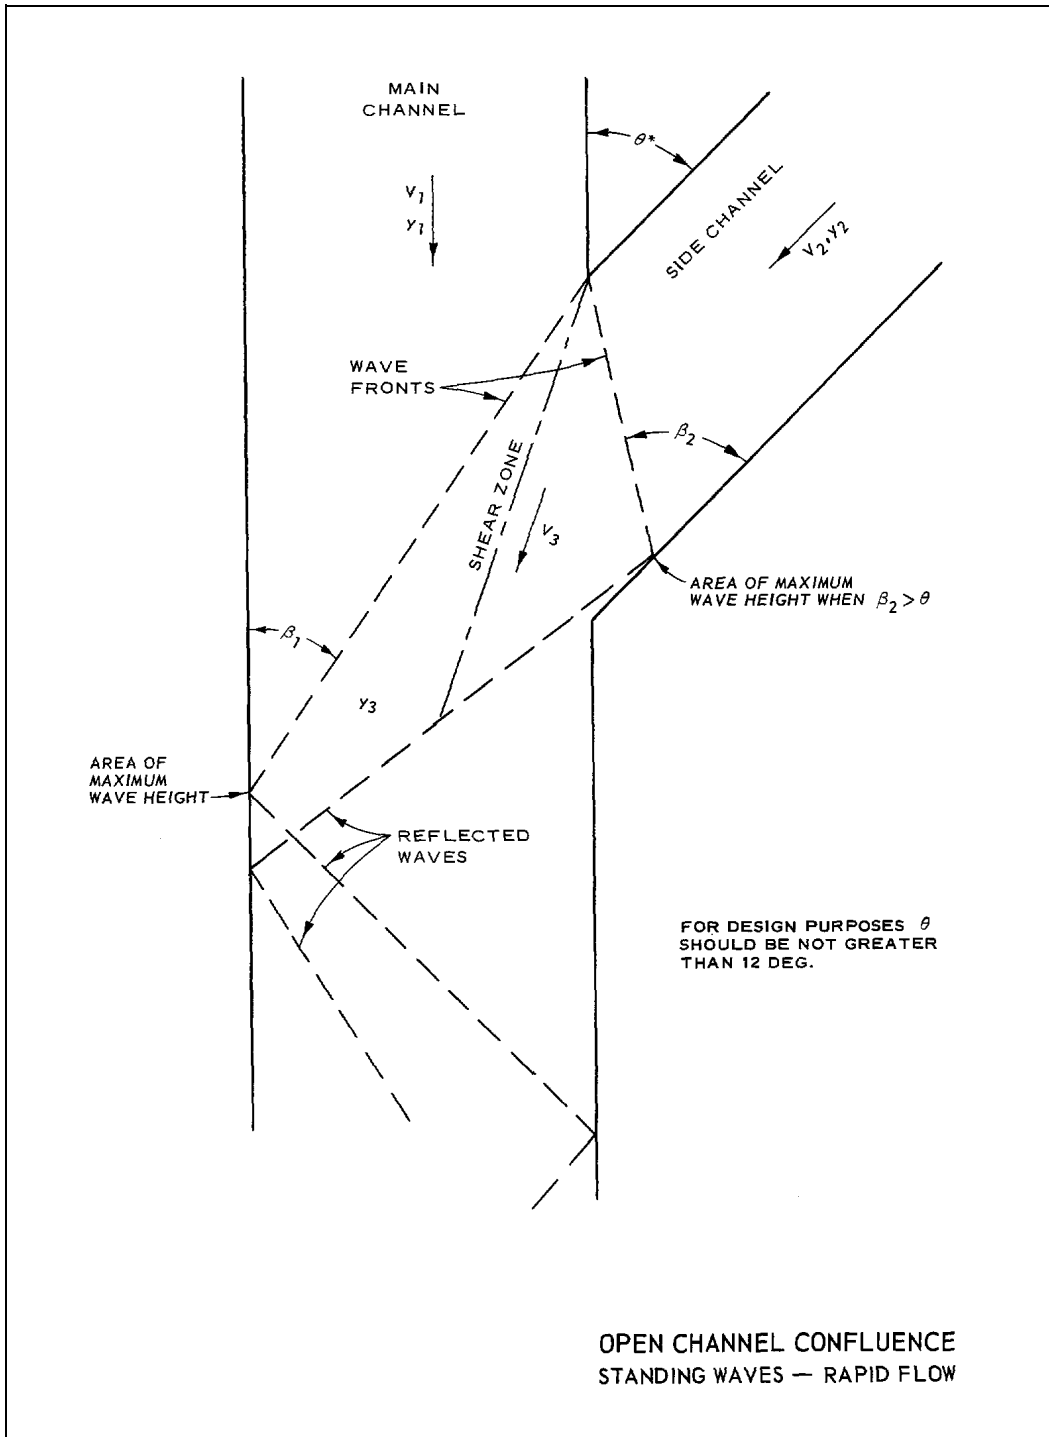 MAIN
CHANNEL
θ*
V1
y1
SIDE CHANNEL
V2, y2
WAVE
FRONTS
β2
SHEAR ZONE
V3
AREA OF MAXIMUM
WAVE HEIGHT WHEN β2 > θ
β1
y3
AREA OF
MAXIMUM
WAVE HEIGHT
REFLECTED
WAVES
FOR DESIGN PURPOSES θ
SHOULD BE NOT GREATER
THAN 12 DEG.
OPEN CHANNEL CONFLUENCE
STANDING WAVES — RAPID FLOW